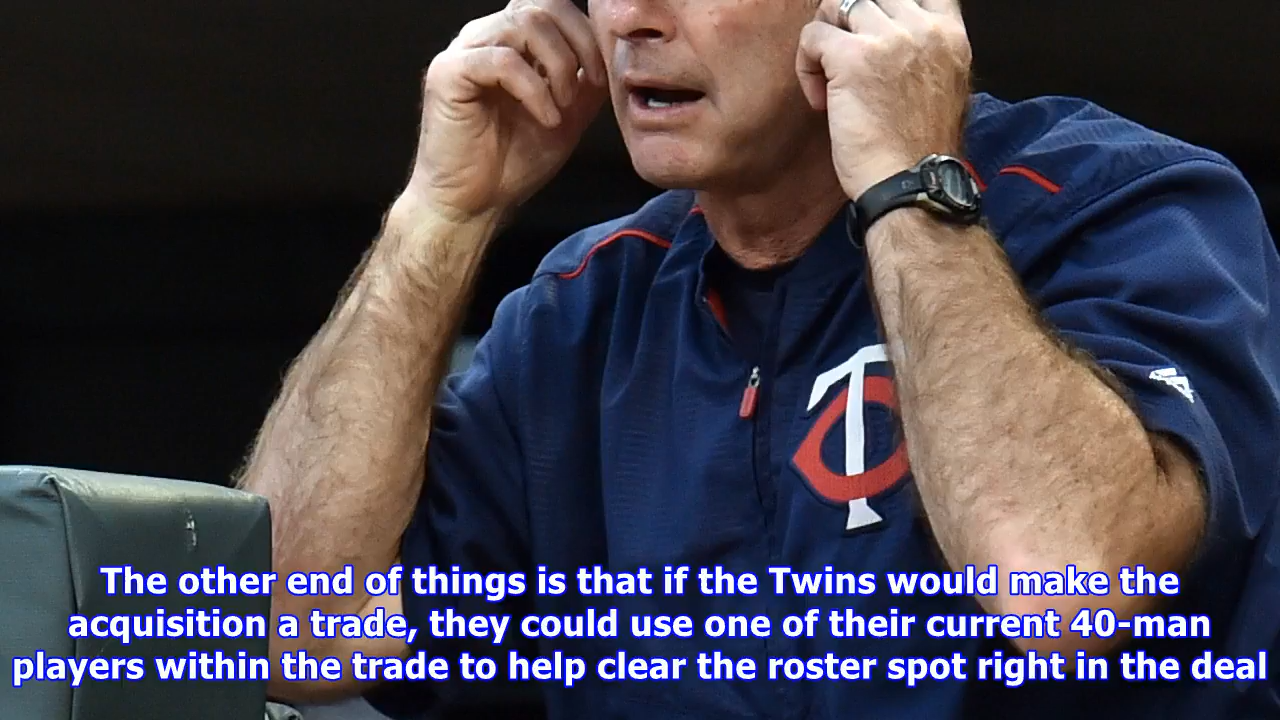 TC
The other end of things is that if the Twins would make the
acquisition a trade, they could use one of their current 40-man
players within the trade to help clear the roster spot right in the deal